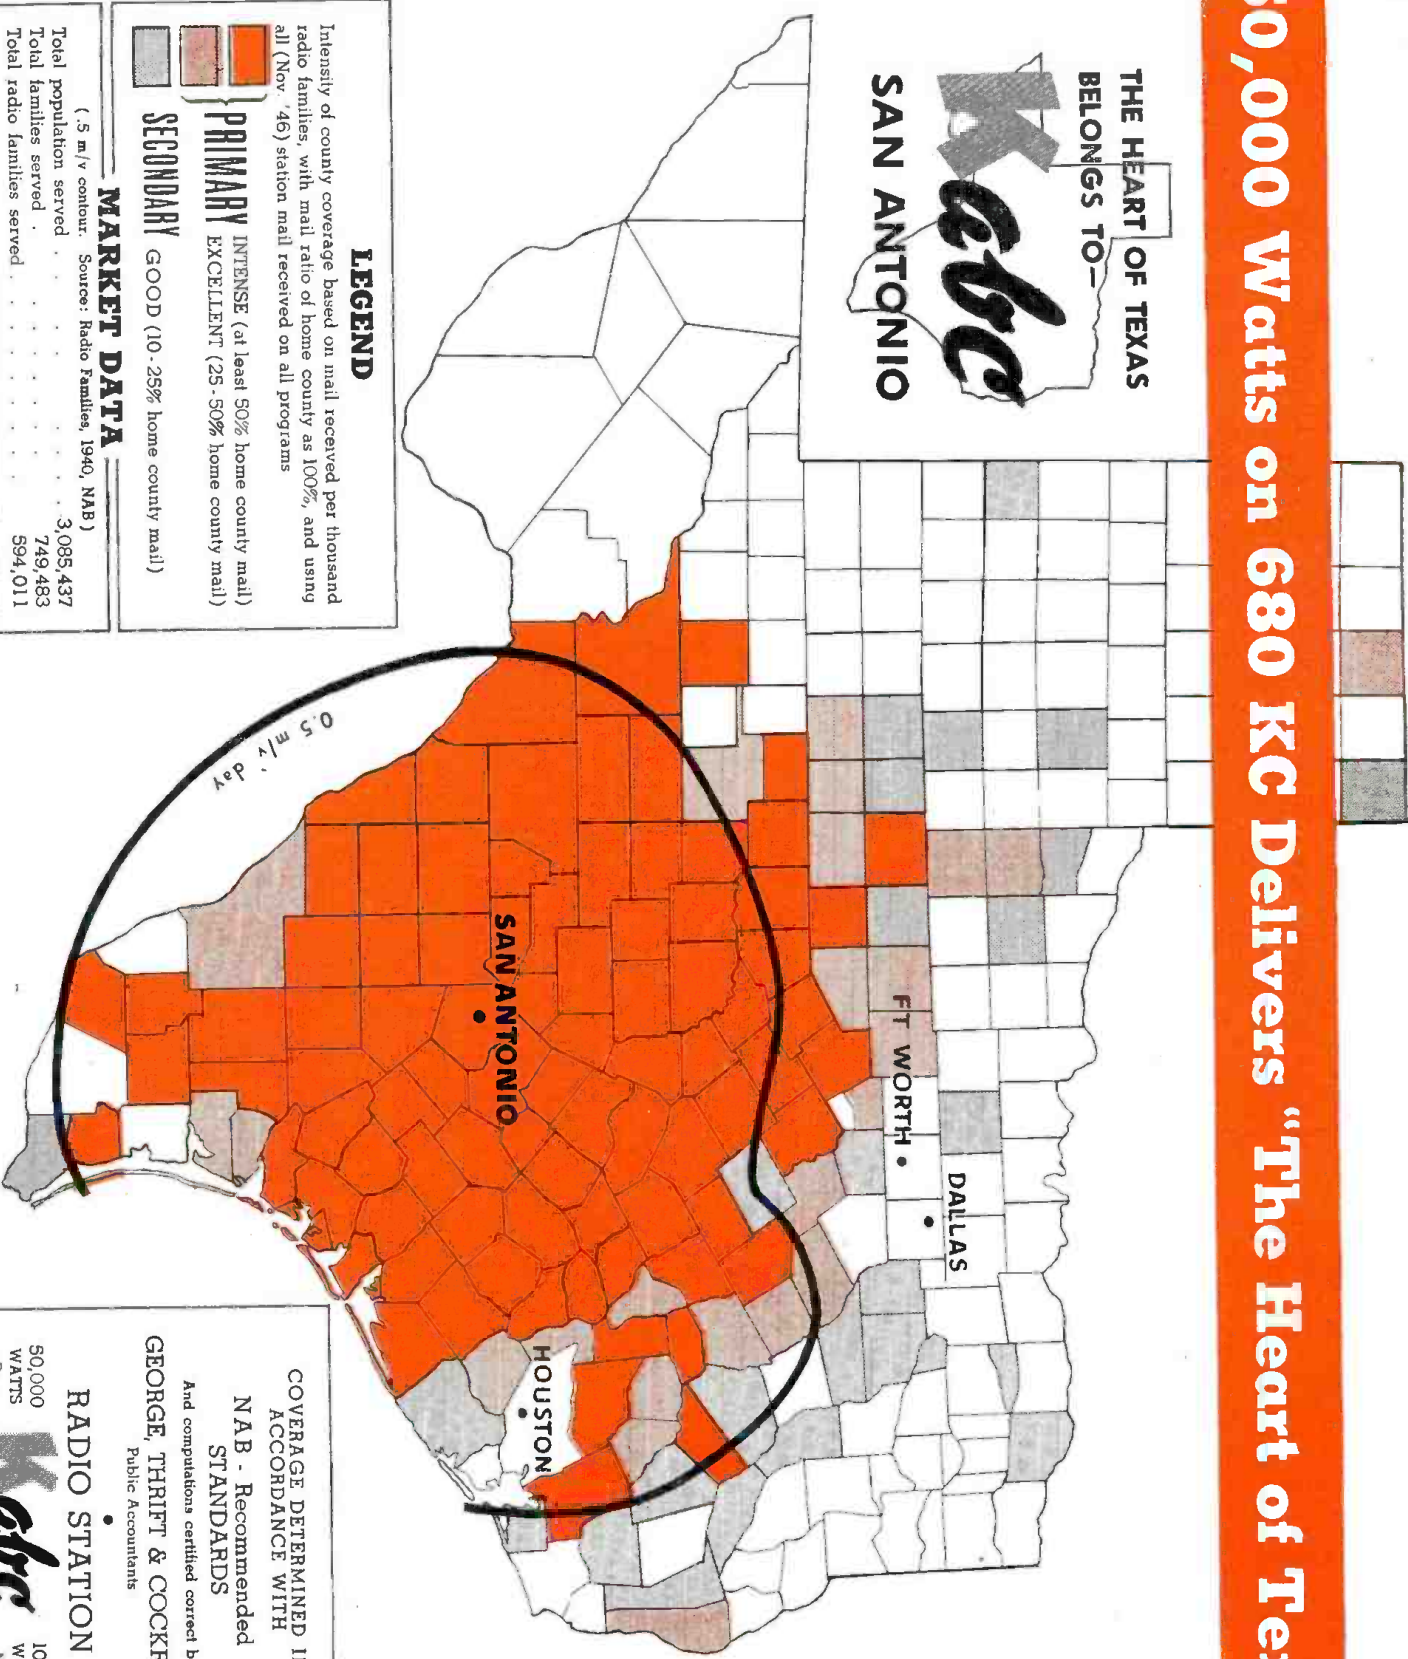 50,000 Watts on 680 KC Delivers "The Heart of Te
THE HEART OF TEXAS
BELONGS TO—
Kabc
SAN ANTONIO
LEGEND
Intensity of county coverage based on mail received per thousand
radio families, with mail ratio of home county as 100%, and using
all (Nov. '46) station mail received on all programs
PRIMARY
INTENSE (at least 50% home county mail)
EXCELLENT (25-50% home county mail)
SECONDARY GOOD (10-25% home county mail)
MARKET DATA
(.5 m/v contour. Source: Radio Families, 1940, NAB)
Total population served . . . . . . 3,085,437
Total families served . . . . . . 749,483
Total radio families served . . . . . . 594,011
0.5 m/v day
SAN ANTONIO
FT WORTH
DALLAS
HOUSTON
COVERAGE DETERMINED I
ACCORDANCE WITH
NAB - Recommended
STANDARDS
And computations certified correct b
GEORGE, THRIFT & COCK
Public Accountants
RADIO STATION
50,000
WATTS
Kabc
10
W